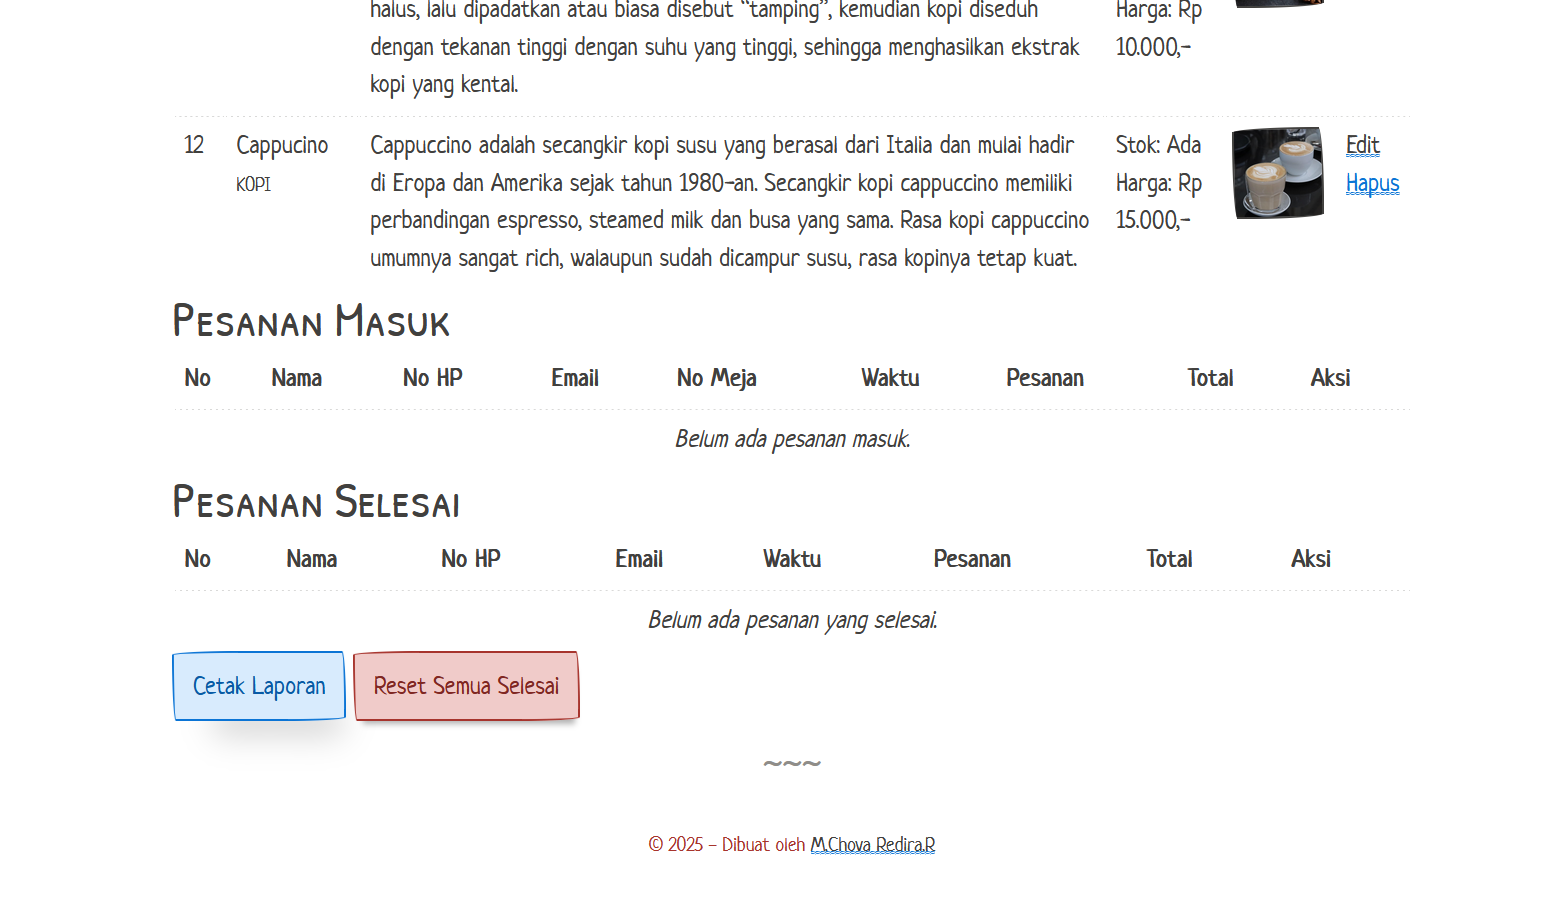 halus, lalu dipadatkan atau biasa disebut “tamping”, kemudian kopi diseduh
Harga: Rp
dengan tekanan tinggi dengan suhu yang tinggi, sehingga menghasilkan ekstrak
10.000,-
kopi yang kental.
12 Cappucino Cappuccino adalah secangkir kopi susu yang berasal dari Italia dan mulai hadir Stok: Ada Edit
KOPI di Eropa dan Amerika sejak tahun 1980-an. Secangkir kopi cappuccino memiliki Harga: Rp Hapus
perbandingan espresso, steamed milk dan busa yang sama. Rasa kopi cappuccino 15.000,-
umumnya sangat rich, walaupun sudah dicampur susu, rasa kopinya tetap kuat.
Pesanan Masuk
No Nama No HP Email No Meja Waktu Pesanan Total Aksi
Belum ada pesanan masuk.
Pesanan Selesai
No Nama No HP Email Waktu Pesanan Total Aksi
Belum ada pesanan yang selesai.
Cetak Laporan Reset Semua Selesai
~~~
© 2025 - Dibuat oleh M.Chova Redira.R